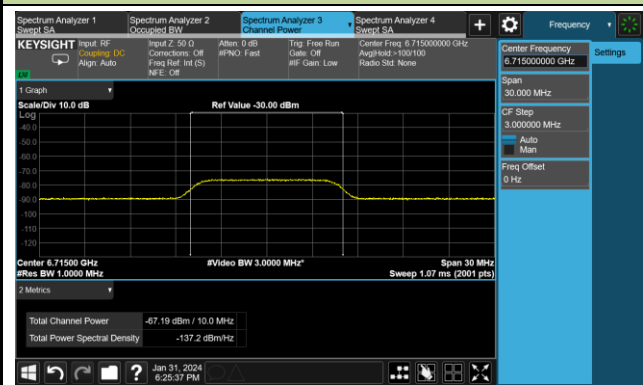 Spectrum Analyzer 1
Swept SA
Spectrum Analyzer 2
Occupied BW
Spectrum Analyzer 3
Channel Power
Spectrum Analyzer 4
Swept SA
+
Frequency
KEYSIGHT
Input: RF
Coupling: DC
Align: Auto
Input Z: 50 Ω
Corrections: Off
Freq Ref: Int (S)
NFE: Off
Atten: 0 dB
#PNO: Fast
Trig: Free Run
Gate: Off
#IF Gain: Low
Center Freq: 6.715000000 GHz
Avg|Hold:>100/100
Radio Std: None
Center Frequency
6.715000000 GHz
Settings
Span
30.000 MHz
CF Step
3.000000 MHz
Auto
Man
Freq Offset
0 Hz
1 Graph
Scale/Div 10.0 dB
Ref Value -30.00 dBm
Log
-40.0
-50.0
-60.0
-70.0
-80.0
-90.0
-100
-110
-120
Center 6.71500 GHz
#Video BW 3.0000 MHz*
Span 30 MHz
#Res BW 1.0000 MHz
Sweep 1.07 ms (2001 pts)
2 Metrics
Total Channel Power
-67.19 dBm / 10.0 MHz
Total Power Spectral Density
-137.2 dBm/Hz
?
Jan 31, 2024
6:25:37 PM